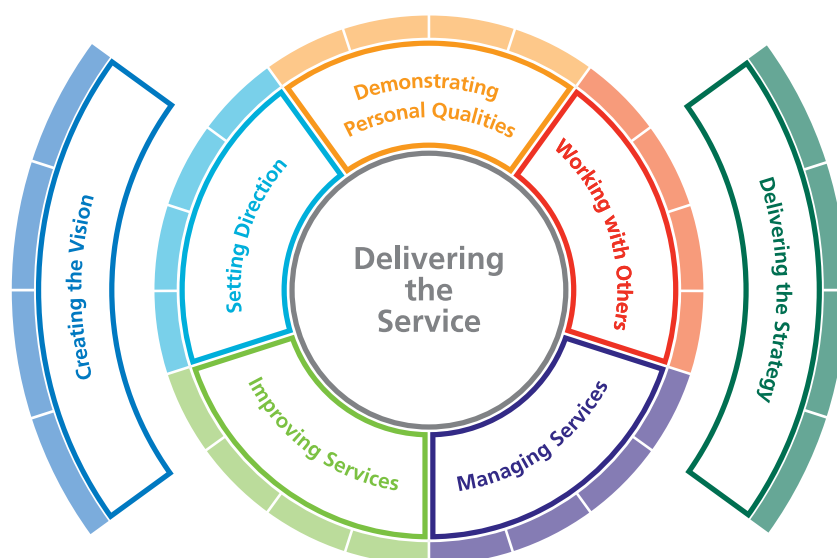 Demonstrating
Personal Qualities
Working with Others
Managing Services
Improving Services
Setting Direction
Delivering
the
Service
Creating the Vision
Delivering the Strategy